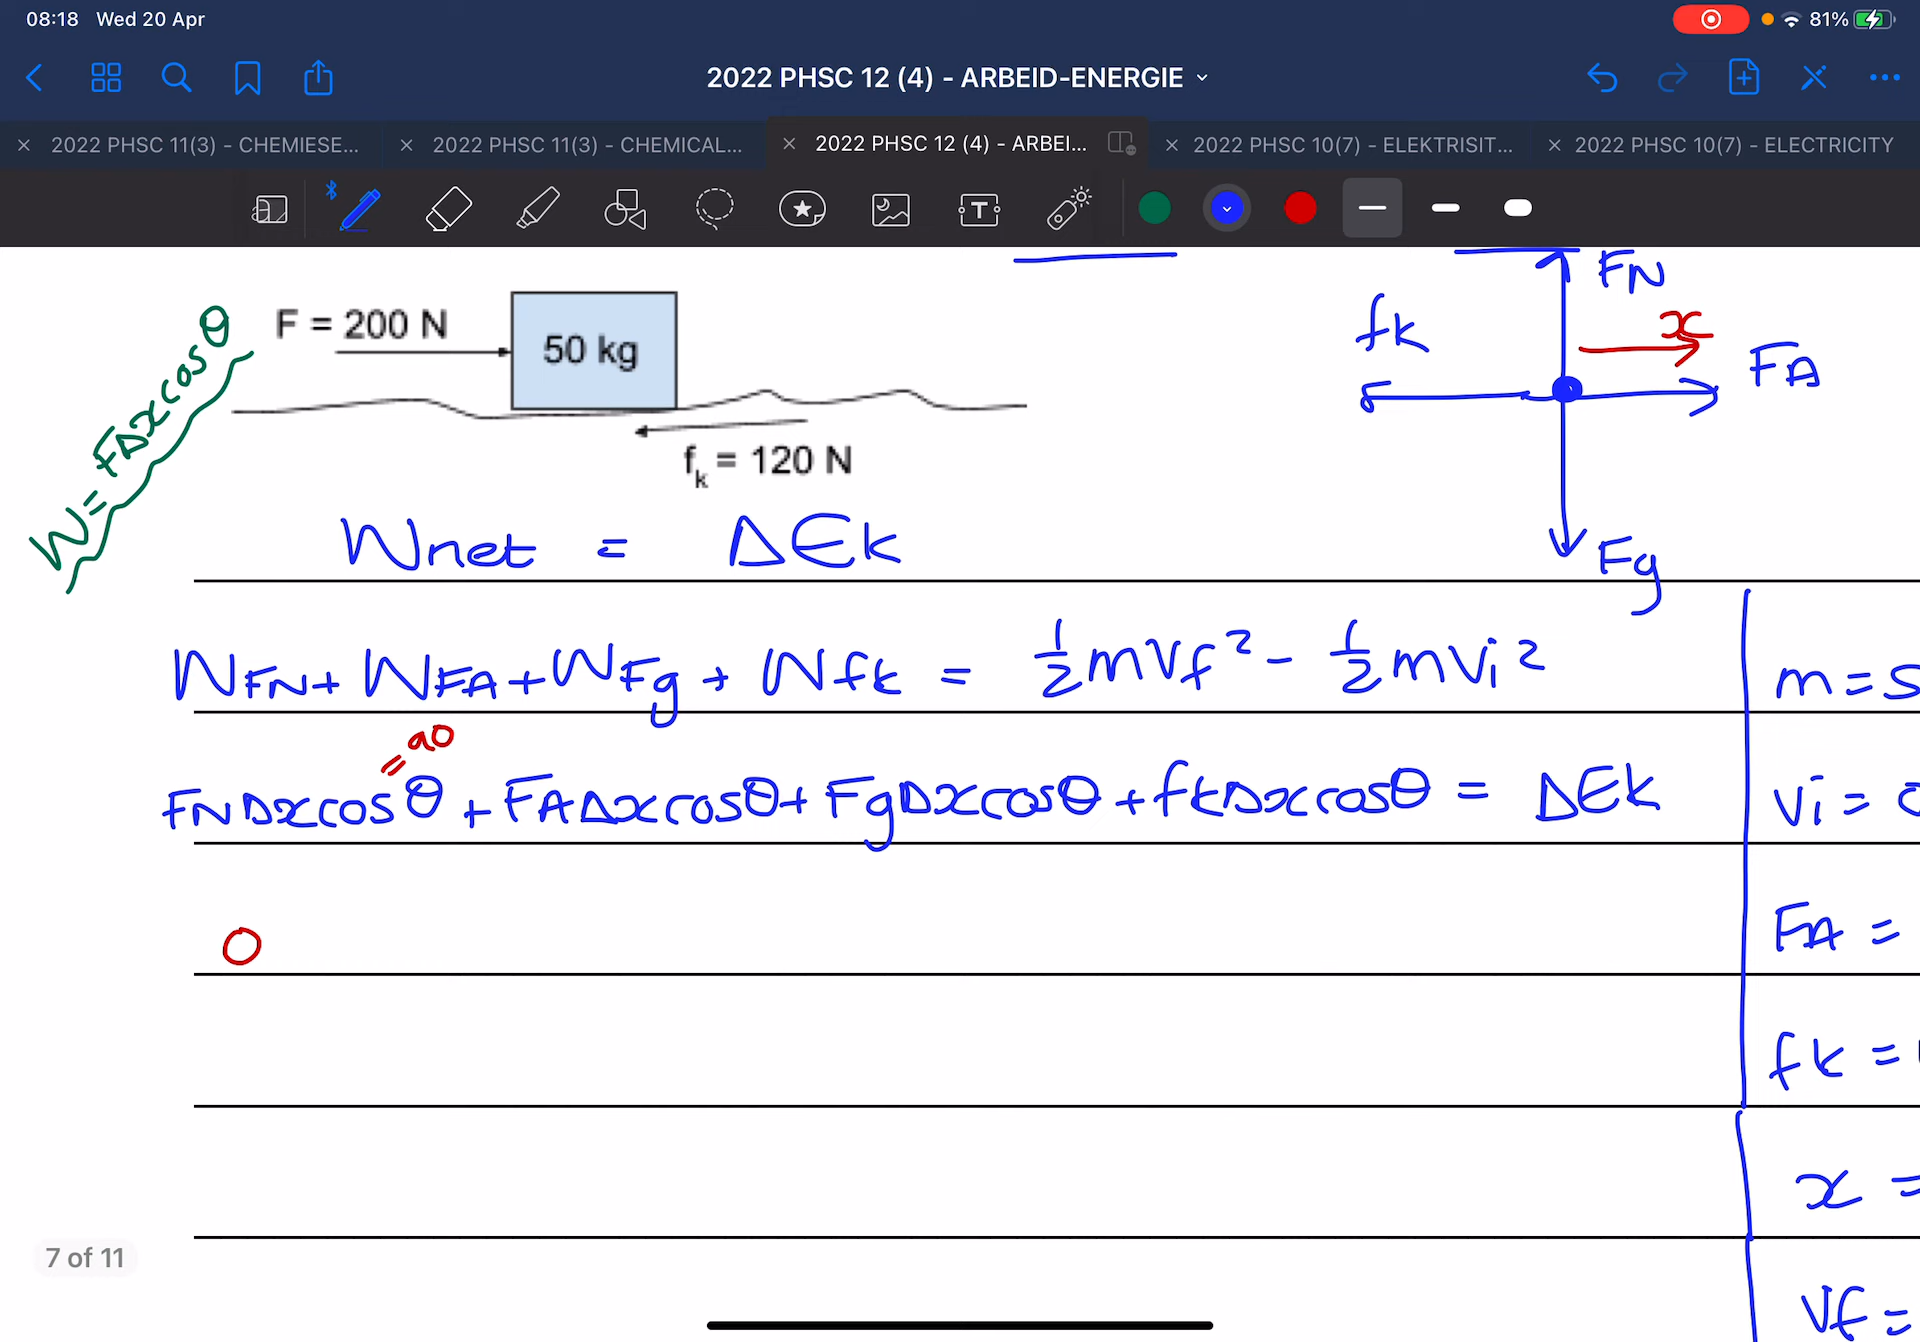 08:18 Wed 20 Apr
81%
2022 PHSC 12 (4) - ARBEID-ENERGIE
2022 PHSC 11(3) - CHEMIESE...
2022 PHSC 11(3) - CHEMICAL...
2022 PHSC 12 (4) - ARBEI...
2022 PHSC 10(7) - ELEKTRISIT...
2022 PHSC 10(7) - ELECTRICITY
T
W = FΔxcosθ
F = 200 N
50 kg
fk = 120 N
FN
fk
x
FA
Fg
Wnet = ΔEk
WFN + WFA + WFg + Wfk = ½mVf² - ½mVi²
m=5
=90
FNΔxcosθ + FAΔxcosθ + FgΔxcosθ + fkΔxcosθ = ΔEk
Vi =
0
FA =
fk =
x =
Vf =
7 of 11